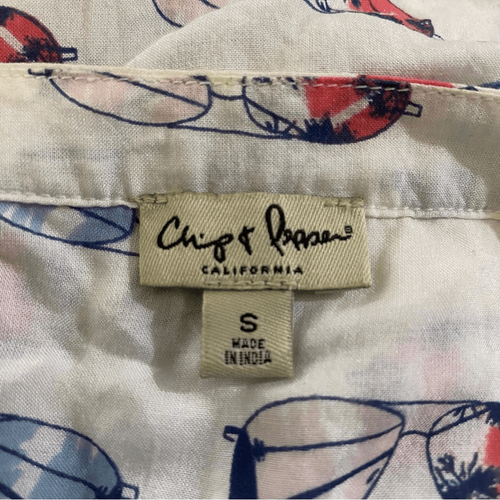 Chip & Pepper®
CALIFORNIA
S
MADE
IN INDIA